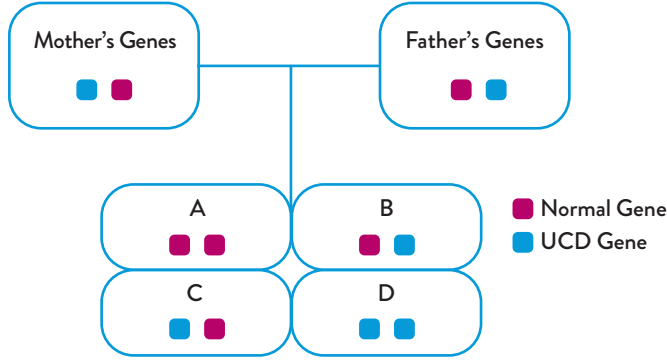 Mother’s Genes
Father’s Genes
A
B
Normal Gene
UCD Gene
C
D